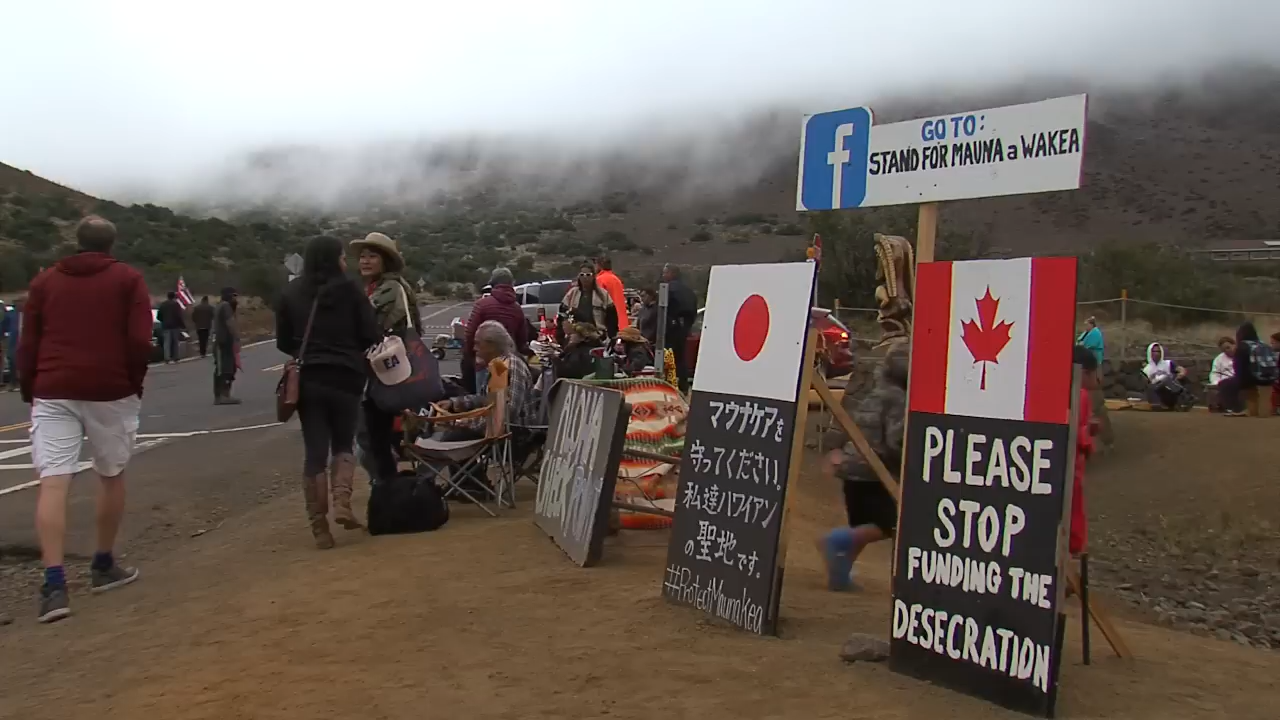 f
GO TO:
STAND FOR MAUNA a WAKEA
EA
ALOHA
CHECK
マウナケアを
守ってください。
私達ハワイアン
の聖地です。
#ProtectMaunakea
PLEASE
STOP
FUNDING THE
DESECRATION